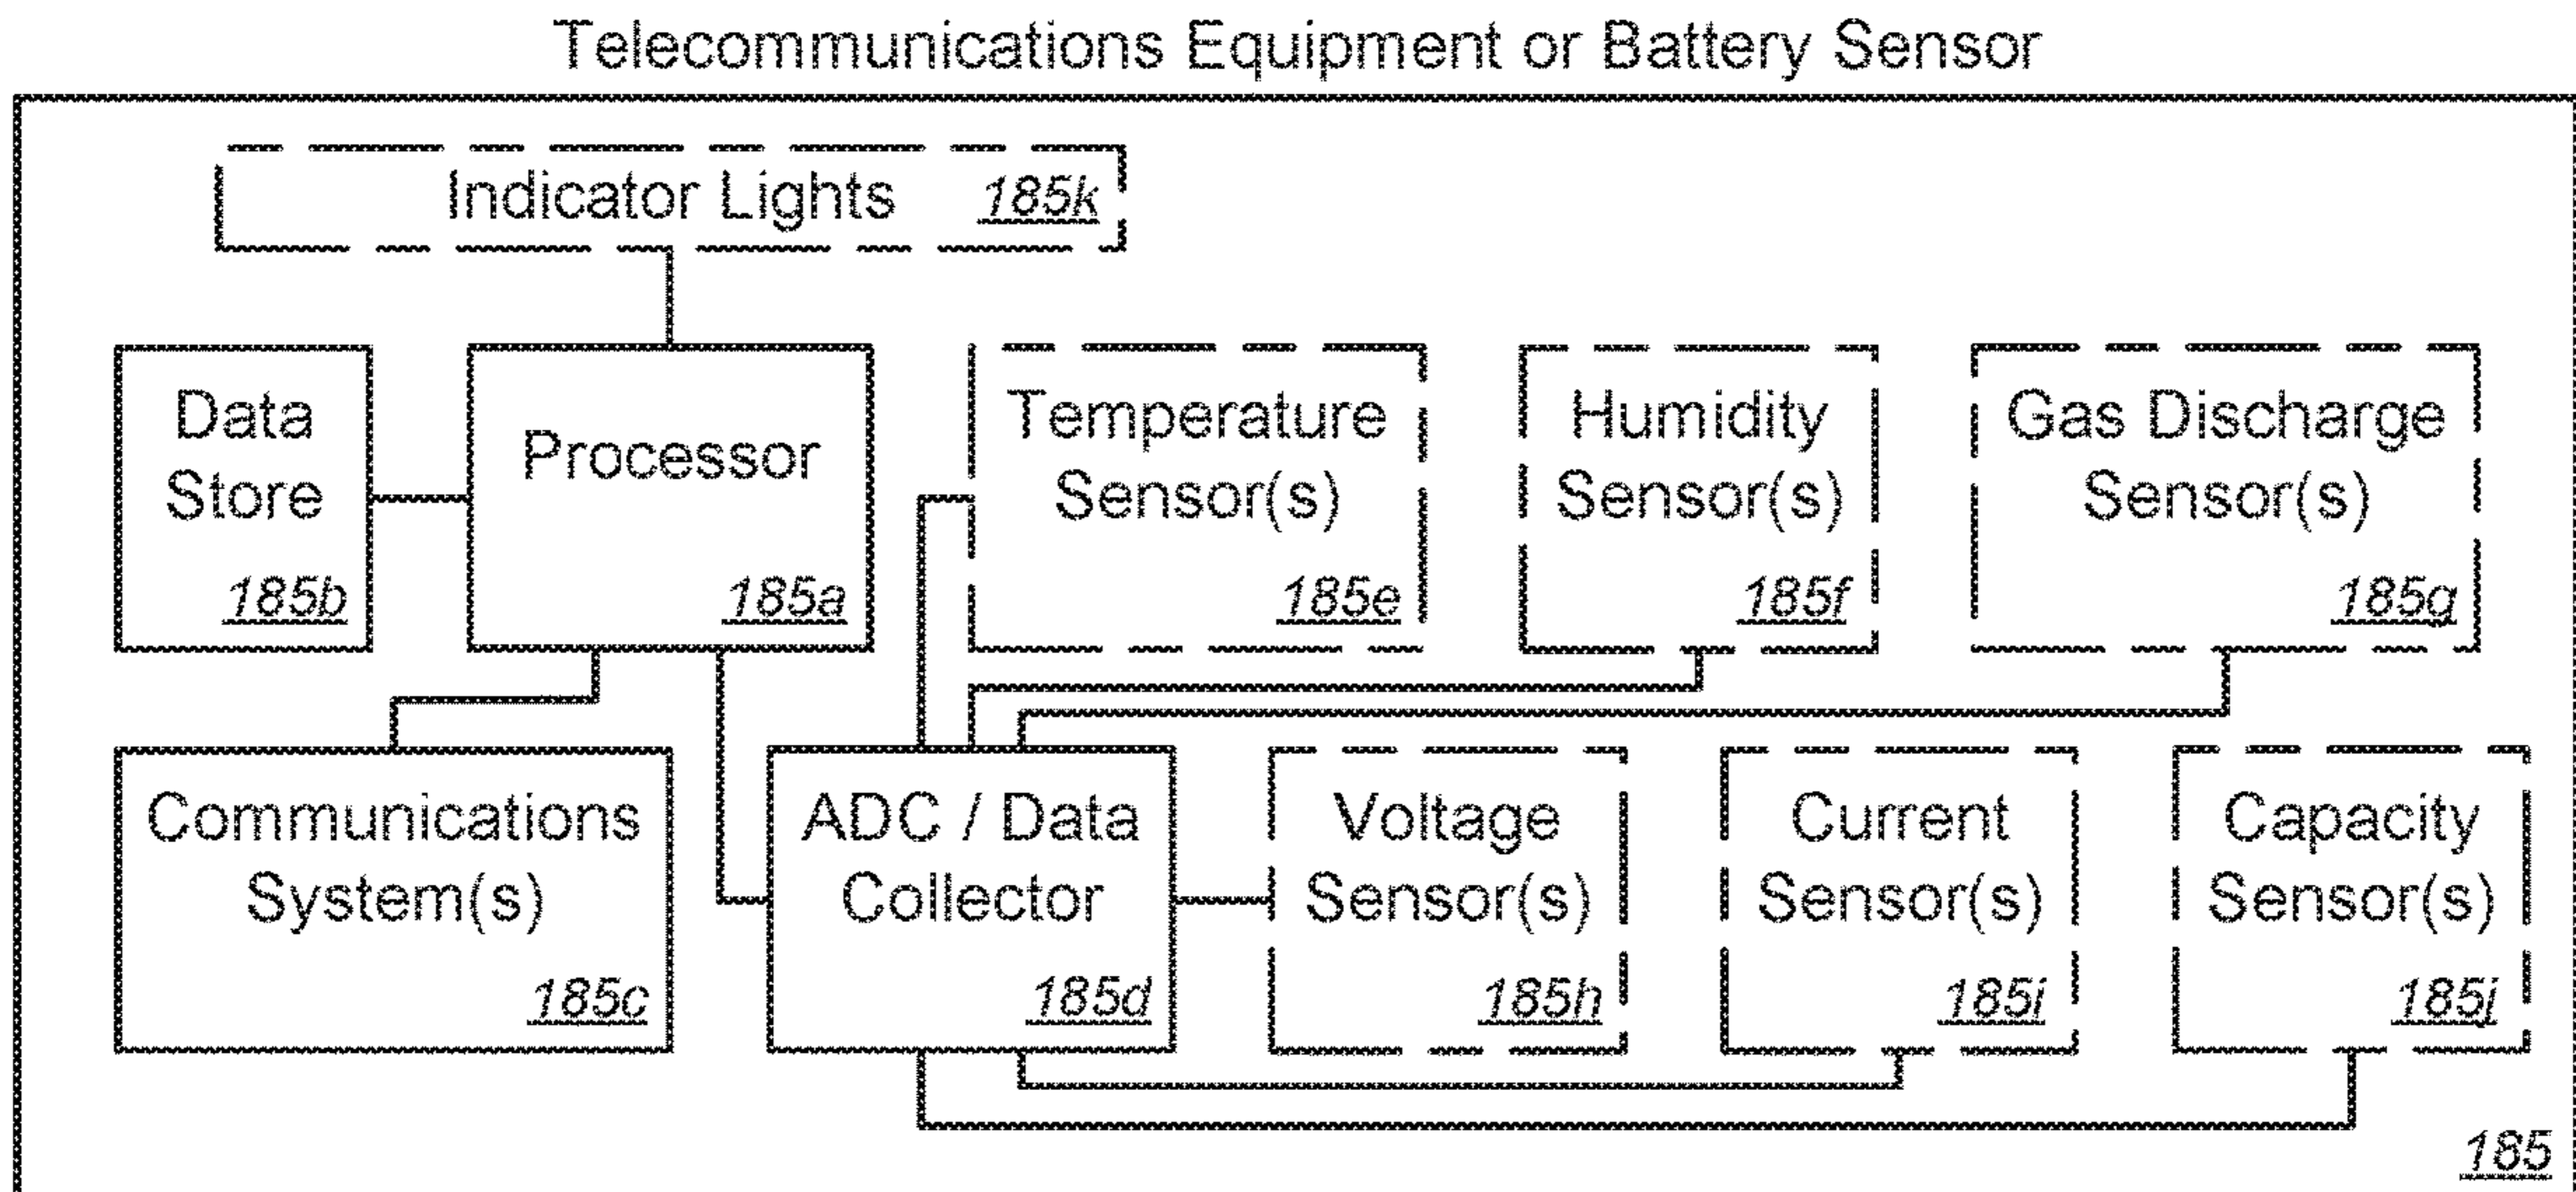 Telecommunications Equipment or Battery Sensor
Indicator Lights 185k
Data
Store
185b
Processor
185a
Temperature
Sensor(s)
185e
Humidity
Sensor(s)
185f
Gas Discharge
Sensor(s)
185g
Communications
System(s)
185c
ADC / Data
Collector
185d
Voltage
Sensor(s)
185h
Current
Sensor(s)
185i
Capacity
Sensor(s)
185j
185